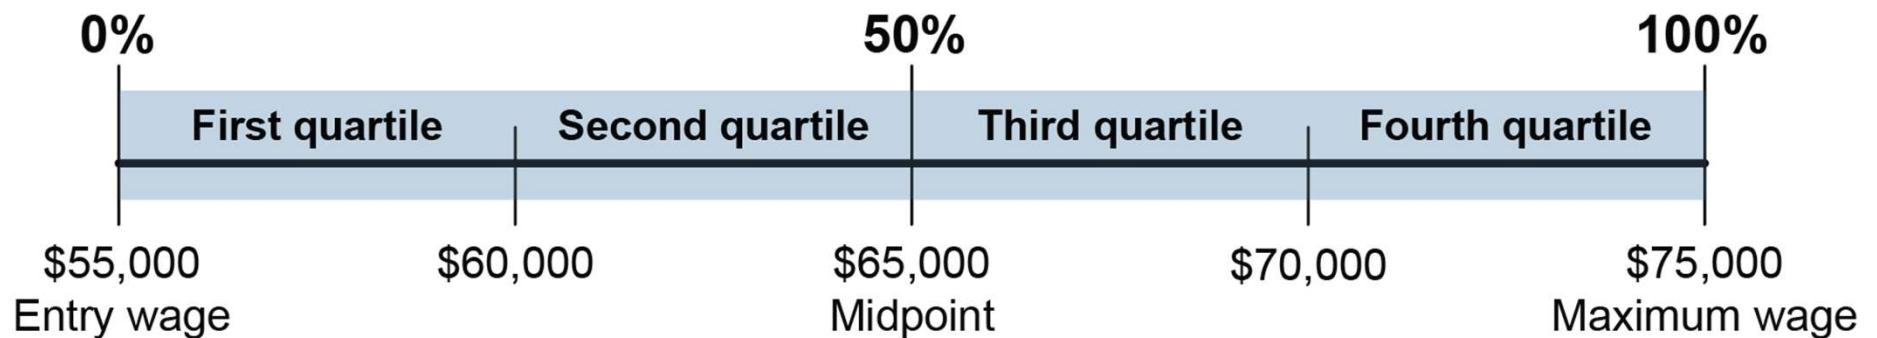 0% 50% 100%
First quartile Second quartile Third quartile Fourth quartile
$55,000 $60,000 $65,000 $70,000 $75,000
Entry wage Midpoint Maximum wage